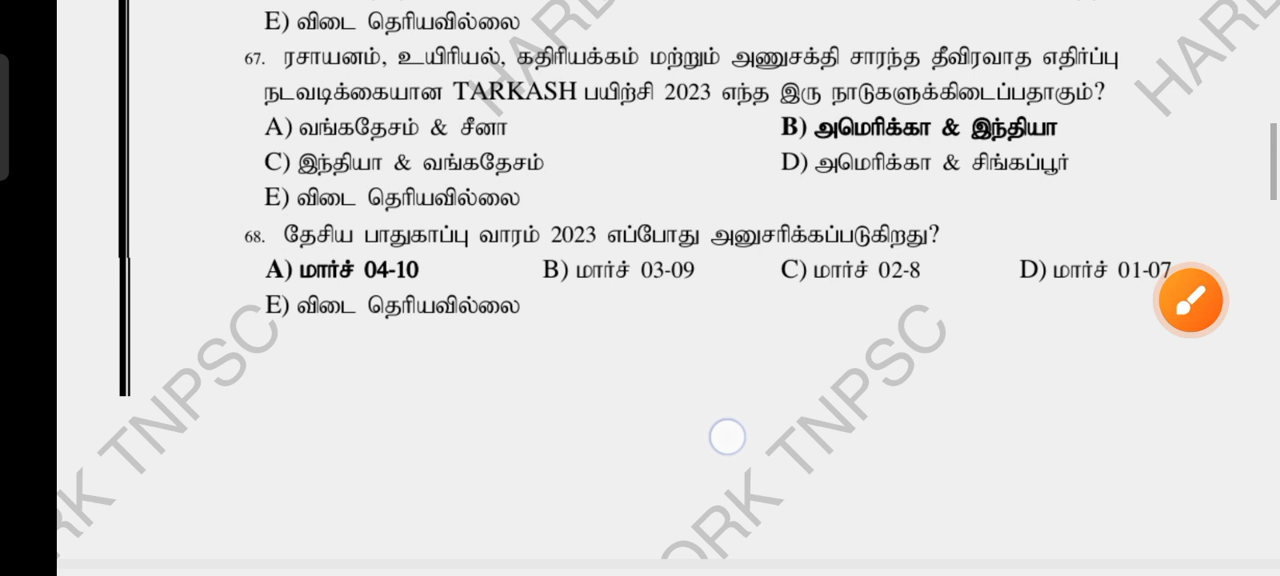 E) விடை தெரியவில்லை
67. ரசாயனம், உயிரியல், கதிரியக்கம் மற்றும் அணுசக்தி சாரந்த தீவிரவாத எதிர்ப்பு
நடவடிக்கையான TARKASH பயிற்சி 2023 எந்த இரு நாடுகளுக்கிடைப்பதாகும்?
A) வங்கதேசம் & சீனா B) அமெரிக்கா & இந்தியா
C) இந்தியா & வங்கதேசம் D) அமெரிக்கா & சிங்கப்பூர்
E) விடை தெரியவில்லை
68. தேசிய பாதுகாப்பு வாரம் 2023 எப்போது அனுசரிக்கப்படுகிறது?
A) மார்ச் 04-10 B) மார்ச் 03-09 C) மார்ச் 02-8 D) மார்ச் 01-07
E) விடை தெரியவில்லை
HARD
HARD
RK TNPSC
ORK TNPSC